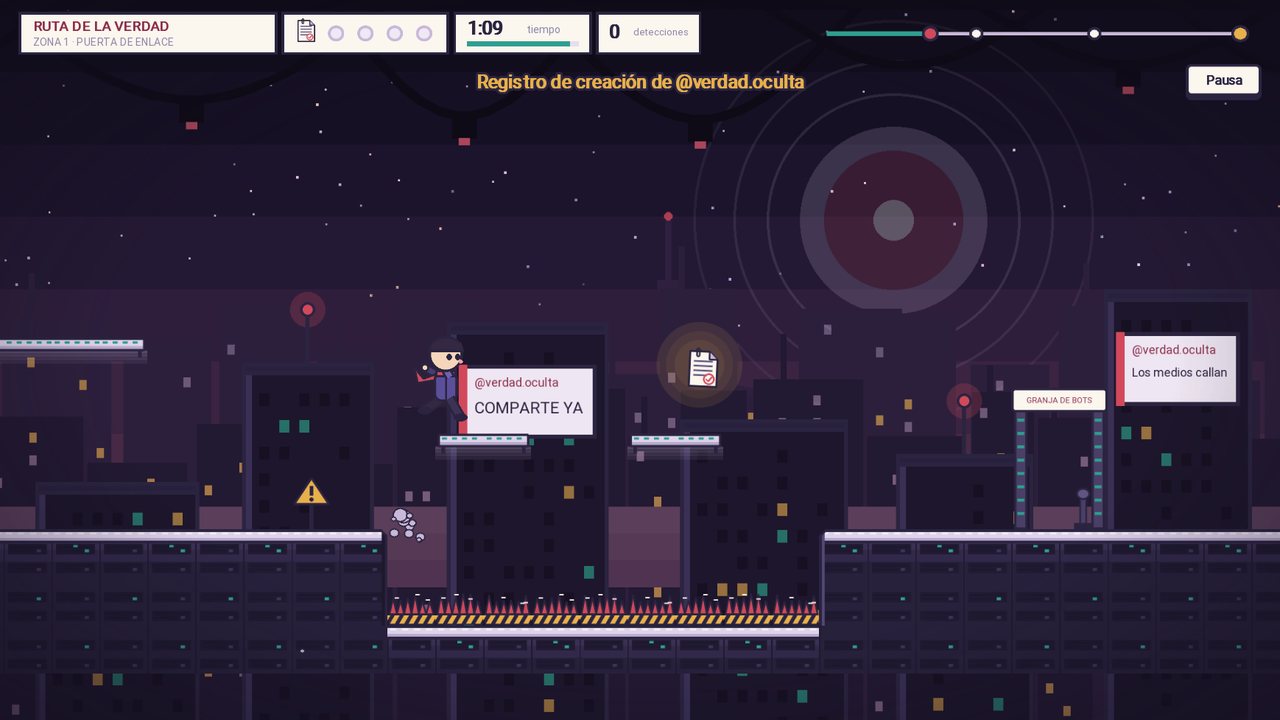 RUTA DE LA VERDAD
ZONA 1 · PUERTA DE ENLACE
1:09 tiempo
0 detecciones
Registro de creación de @verdad.oculta
Pausa
@verdad.oculta
COMPARTE YA
@verdad.oculta
Los medios callan
GRANJA DE BOTS